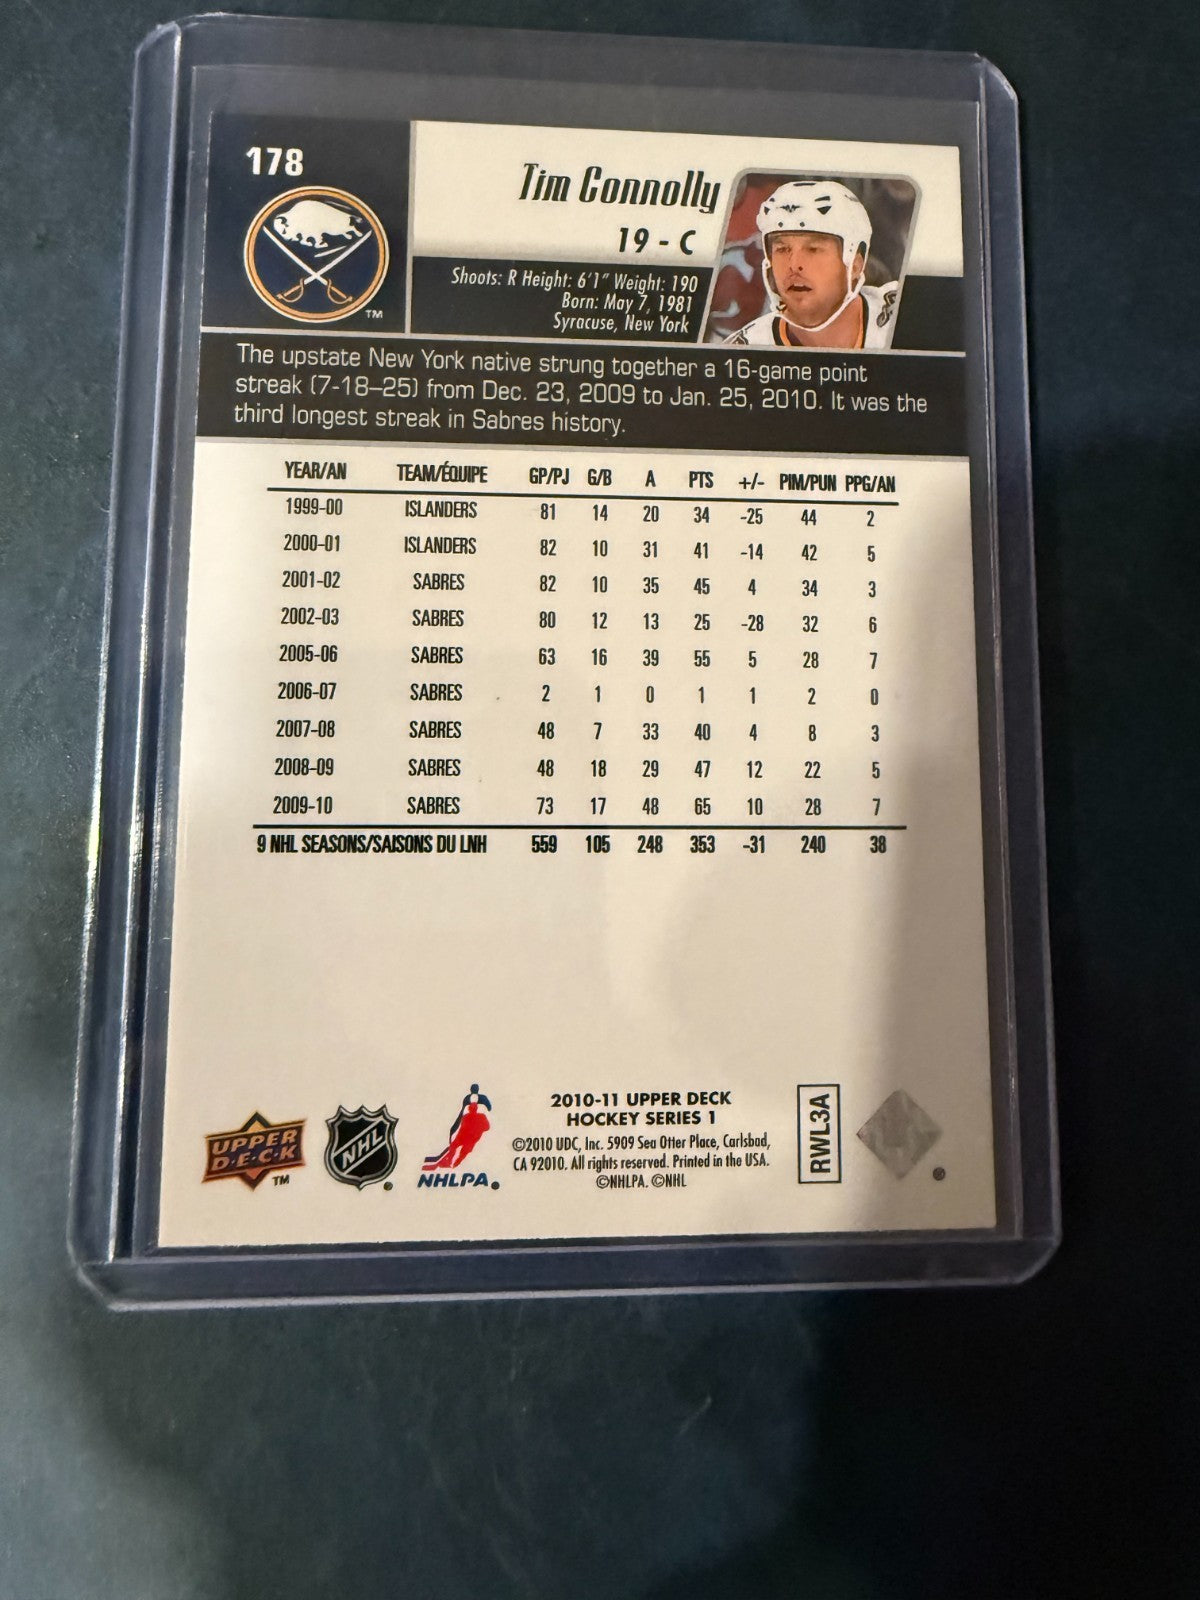 178
Tim Connolly
19 - C
Shoots: R Height: 6'1" Weight: 190
Born: May 7, 1981
Syracuse, New York
TM
The upstate New York native strung together a 16-game point
streak (7-18–25) from Dec. 23, 2009 to Jan. 25, 2010. It was the
third longest streak in Sabres history.
YEAR/AN TEAM/ÉQUIPE GP/PJ G/B A PTS +/- PIM/PUN PPG/AN
1999-00 ISLANDERS 81 14 20 34 -25 44 2
2000-01 ISLANDERS 82 10 31 41 -14 42 5
2001-02 SABRES 82 10 35 45 4 34 3
2002-03 SABRES 80 12 13 25 -28 32 6
2005-06 SABRES 63 16 39 55 5 28 7
2006-07 SABRES 2 1 0 1 1 2 0
2007-08 SABRES 48 7 33 40 4 8 3
2008-09 SABRES 48 18 29 47 12 22 5
2009-10 SABRES 73 17 48 65 10 28 7
9 NHL SEASONS/SAISONS DU LNH 559 105 248 353 -31 240 38
UPPER
D·E·C·K
TM
NHL
®
NHLPA®
2010-11 UPPER DECK
HOCKEY SERIES 1
©2010 UDC, Inc. 5909 Sea Otter Place, Carlsbad,
CA 92010. All rights reserved. Printed in the USA.
©NHLPA. ©NHL
RWL3A
®